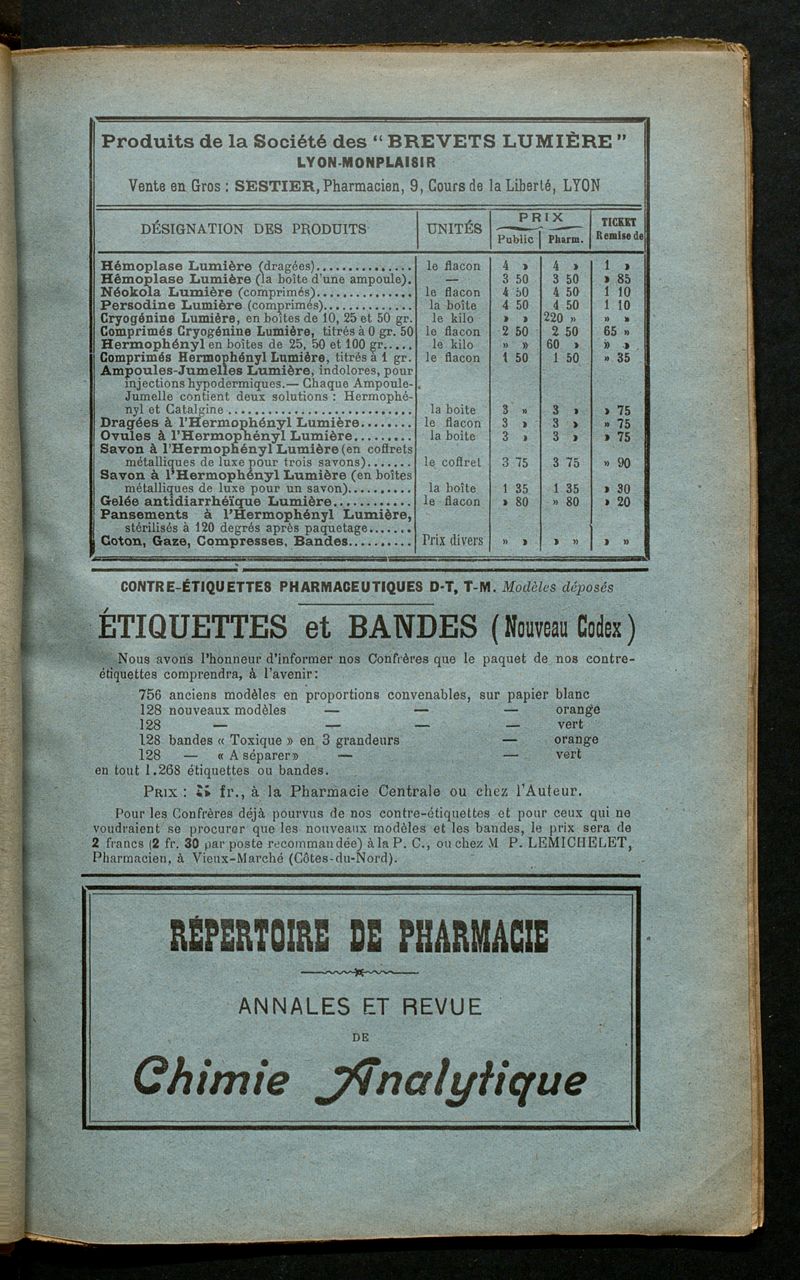 Produits de la Société des “ BREVETS LUMIÈRE ”
LYON-MONPLAISIR
Vente en Gros : SESTIER, Pharmacien, 9, Cours de la Liberté, LYON
DÉSIGNATION DES PRODUITS UNITÉS PRIX TICKET
Public Pharm. Remise de
Hémoplase Lumière (dragées)............... le flacon 4 » 4 » 1 »
Hémoplase Lumière (la boîte d'une ampoule). — 3 50 3 50 » 85
Néokola Lumière (comprimés)............... le flacon 4 50 4 50 1 10
Persodine Lumière (comprimés)............... la boîte 4 50 4 50 1 10
Cryogénine Lumière, en boîtes de 10, 25 et 50 gr. le kilo » » 220 » » »
Comprimés Cryogénine Lumière, titrés à 0 gr. 50 le flacon 2 50 2 50 65 »
Hermophényl en boîtes de 25, 50 et 100 gr..... le kilo » » 60 » » »
Comprimés Hermophényl Lumière, titrés à 1 gr. le flacon 1 50 1 50 » 35
Ampoules-Jumelles Lumière, indolores, pour
injections hypodermiques.— Chaque Ampoule-
Jumelle contient deux solutions : Hermophé-
nyl et Catalgine ............................ la boite 3 » 3 » » 75
Dragées à l'Hermophényl Lumière........ le flacon 3 » 3 » » 75
Ovules à l'Hermophényl Lumière......... la boîte 3 » 3 » » 75
Savon à l'Hermophényl Lumière (en coffrets
métalliques de luxe pour trois savons)....... le coffret 3 75 3 75 » 90
Savon à l'Hermophényl Lumière (en boîtes
métalliques de luxe pour un savon).......... la boîte 1 35 1 35 » 30
Gelée antidiarrhéïque Lumière............ le flacon » 80 » 80 » 20
Pansements à l'Hermophényl Lumière,
stérilisés à 120 degrés après paquetage.......
Coton, Gaze, Compresses, Bandes.......... Prix divers » » » » » »
CONTRE-ÉTIQUETTES PHARMACEUTIQUES D-T, T-M. Modèles déposés
ÉTIQUETTES et BANDES (Nouveau Codex)
Nous avons l'honneur d'informer nos Confrères que le paquet de nos contre-
étiquettes comprendra, à l'avenir :
756 anciens modèles en proportions convenables, sur papier blanc
128 nouveaux modèles — — — orange
128 — — — — vert
128 bandes « Toxique » en 3 grandeurs — orange
128 — « A séparer» — — vert
en tout 1.268 étiquettes ou bandes.
PRIX : fr., à la Pharmacie Centrale ou chez l'Auteur.
Pour les Confrères déjà pourvus de nos contre-étiquettes et pour ceux qui ne
voudraient se procurer que les nouveaux modèles et les bandes, le prix sera de
2 francs (2 fr. 30 par poste recommandée) à la P. C., ou chez M P. LEMICHELET,
Pharmacien, à Vieux-Marché (Côtes-du-Nord).
RÉPERTOIRE DE PHARMACIE
ANNALES ET REVUE
DE
Chimie Analytique